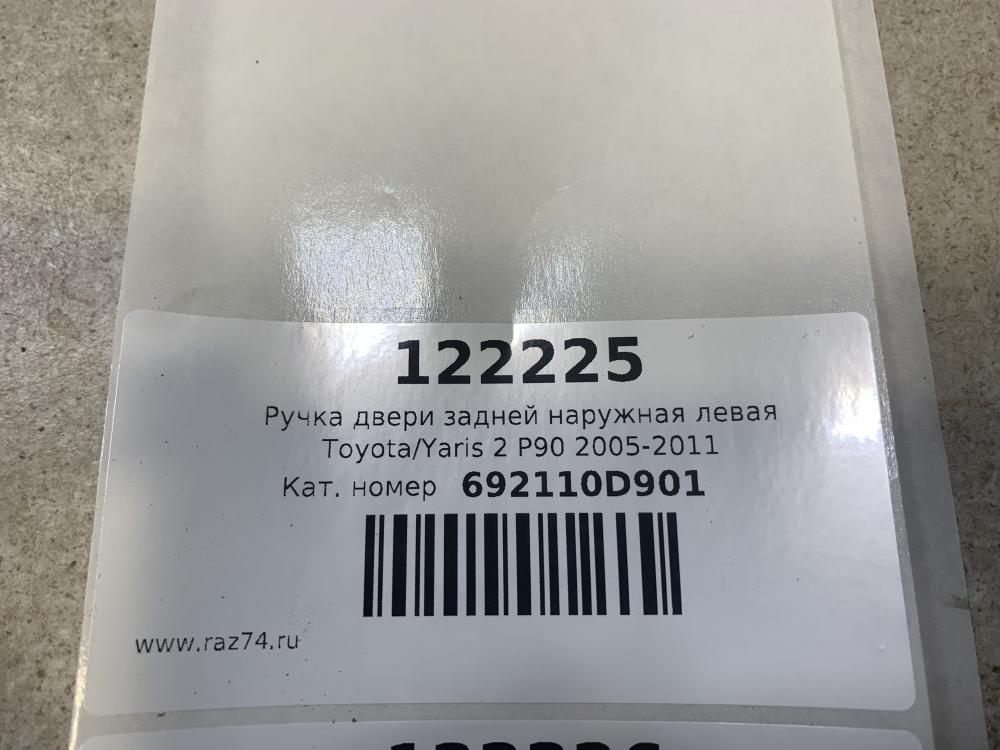 122225
Ручка двери задней наружная левая
Toyota/Yaris 2 P90 2005-2011
Кат. номер 692110D901
www.raz74.ru